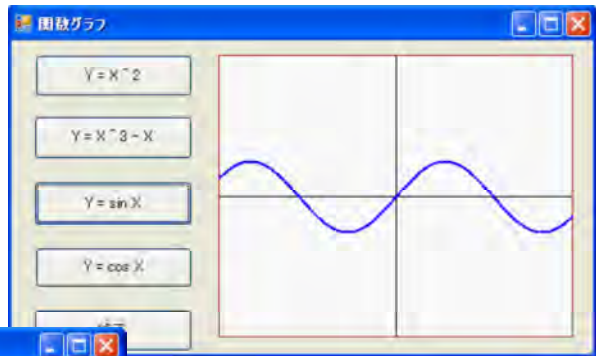 関数グラフ
Y = X ^ 2
Y = X ^ 3 - X
Y = sin X
Y = cos X